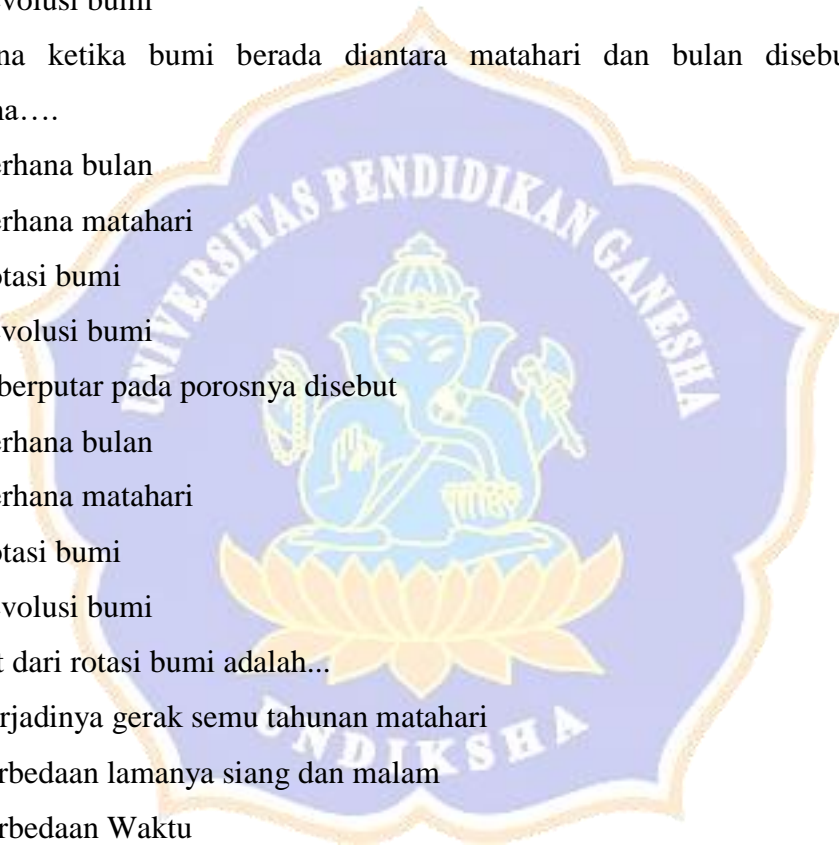 volusi bumi
na ketika bumi berada diantara matahari dan bulan disebu
na….
erhana bulan
erhana matahari
otasi bumi
volusi bumi
berputar pada porosnya disebut
erhana bulan
erhana matahari
otasi bumi
volusi bumi
t dari rotasi bumi adalah...
rjadinya gerak semu tahunan matahari
rbedaan lamanya siang dan malam
rbedaan Waktu
UNIVERSITAS PENDIDIKAN GANESHA
UNDIKSHA